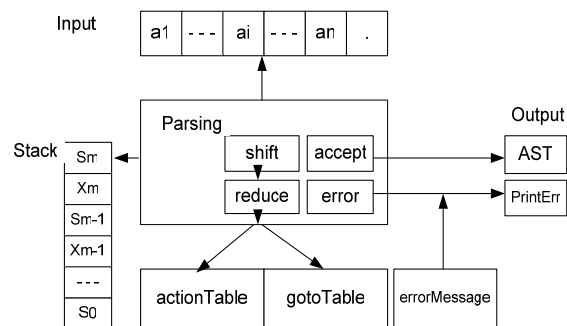 Input
a1 --- ai --- an .
Parsing
Output
Stack
shift accept
AST
Sm
Xm
reduce error
PrintErr
Sm-1
Xm-1
---
S0
actionTable gotoTable errorMessage